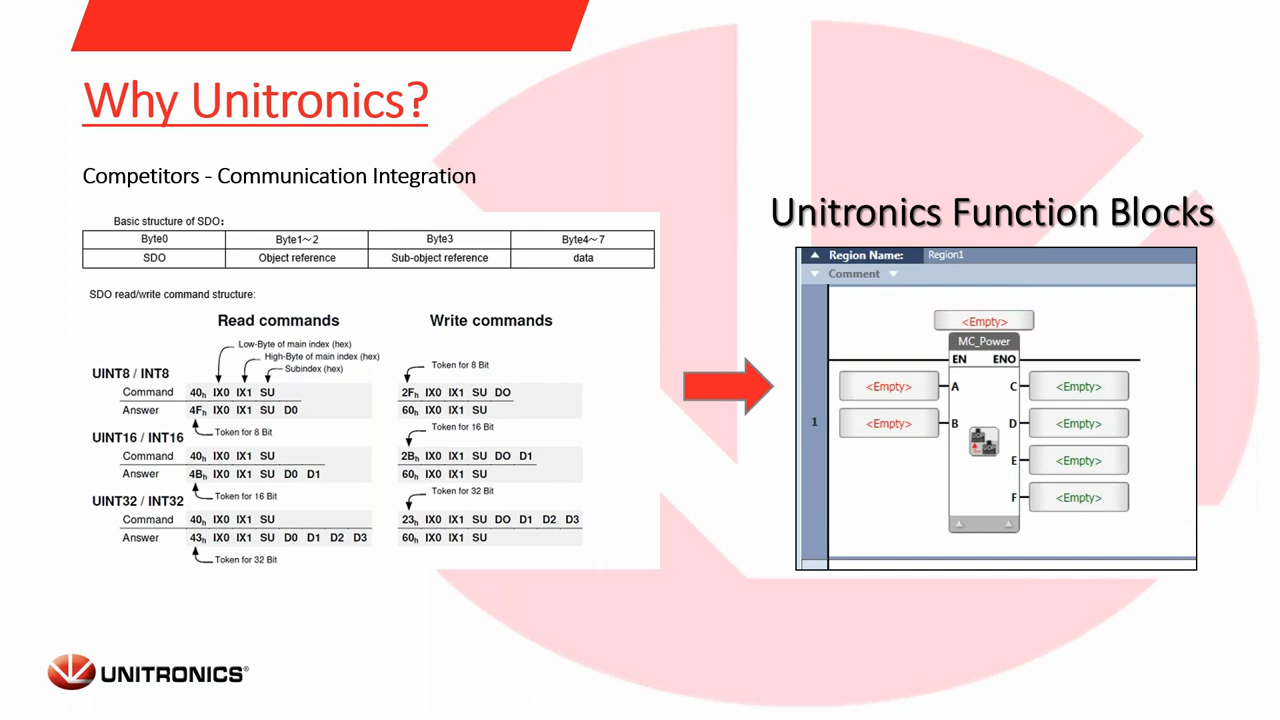 Why Unitronics?
Competitors - Communication Integration
Basic structure of SDO:
Byte0 Byte1~2 Byte3 Byte4~7
SDO Object reference Sub-object reference data
SDO read/write command structure:
Read commands
Low-Byte of main index (hex)
High-Byte of main index (hex)
Subindex (hex)
UINT8 / INT8
Command 40h IX0 IX1 SU
Answer 4Fh IX0 IX1 SU D0
Token for 8 Bit
UINT16 / INT16
Command 40h IX0 IX1 SU
Answer 4Bh IX0 IX1 SU D0 D1
Token for 16 Bit
UINT32 / INT32
Command 40h IX0 IX1 SU
Answer 43h IX0 IX1 SU D0 D1 D2 D3
Token for 32 Bit
Write commands
Token for 8 Bit
2Fh IX0 IX1 SU DO
60h IX0 IX1 SU
Token for 16 Bit
2Bh IX0 IX1 SU DO D1
60h IX0 IX1 SU
Token for 32 Bit
23h IX0 IX1 SU DO D1 D2 D3
60h IX0 IX1 SU
Unitronics Function Blocks
Region Name: Region1
Comment
<Empty>
MC_Power
EN ENO
<Empty> A C <Empty>
1 <Empty> B D <Empty>
E <Empty>
F <Empty>
UNITRONICS®